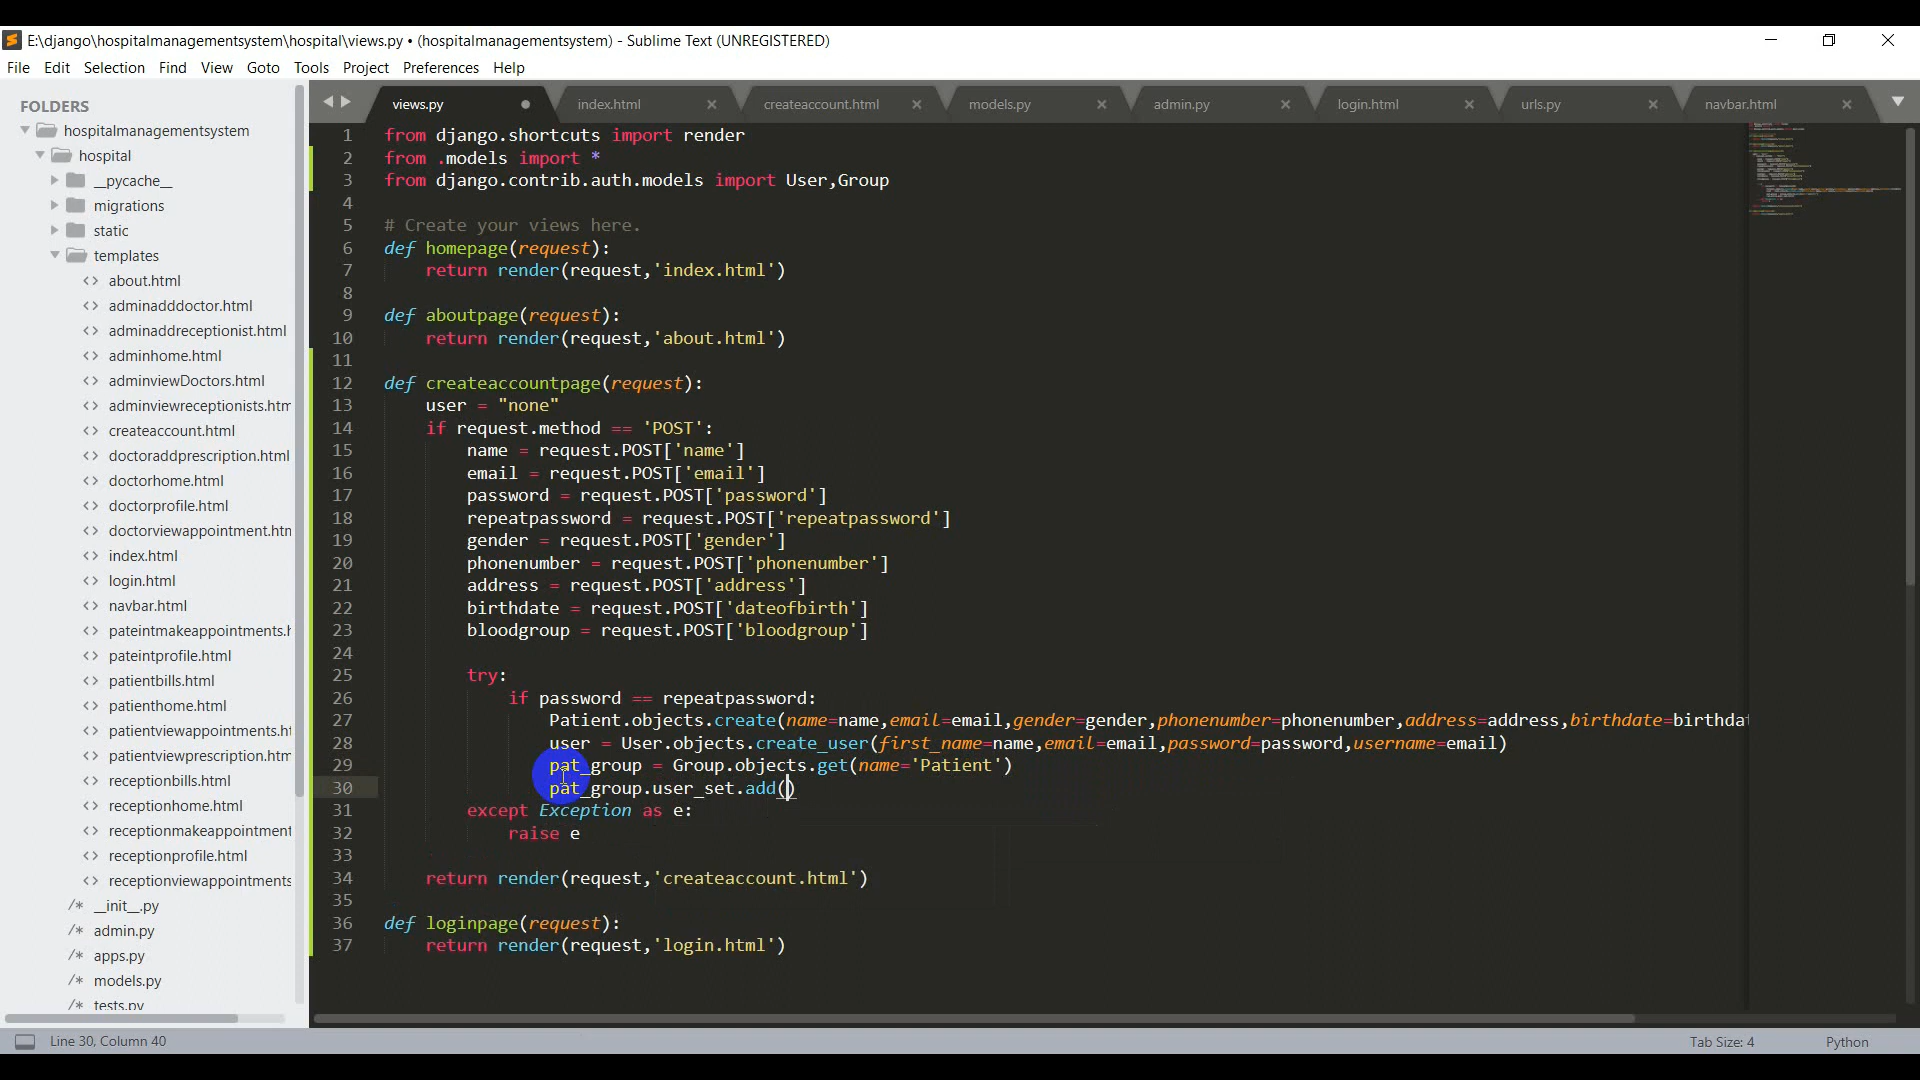 E:\django\hospitalmanagementsystem\hospital\views.py • (hospitalmanagementsystem) - Sublime Text (UNREGISTERED)
File Edit Selection Find View Goto Tools Project Preferences Help
FOLDERS
hospitalmanagementsystem
hospital
__pycache__
migrations
static
templates
about.html
adminadddoctor.html
adminaddreceptionist.html
adminhome.html
adminviewDoctors.html
adminviewreceptionists.htm
createaccount.html
doctoraddprescription.html
doctorhome.html
doctorprofile.html
doctorviewappointment.htm
index.html
login.html
navbar.html
pateintmakeappointments.h
pateintprofile.html
patientbills.html
patienthome.html
patientviewappointments.ht
patientviewprescription.html
receptionbills.html
receptionhome.html
receptionmakeappointment
receptionprofile.html
receptionviewappointments
/* __init__.py
/* admin.py
/* apps.py
/* models.py
/* tests.py
views.py index.html createaccount.html models.py admin.py login.html urls.py navbar.html
1 from django.shortcuts import render
2 from .models import *
3 from django.contrib.auth.models import User,Group
4
5 # Create your views here.
6 def homepage(request):
7     return render(request,'index.html')
8
9 def aboutpage(request):
10     return render(request,'about.html')
11
12 def createaccountpage(request):
13     user = "none"
14     if request.method == 'POST':
15         name = request.POST['name']
16         email = request.POST['email']
17         password = request.POST['password']
18         repeatpassword = request.POST['repeatpassword']
19         gender = request.POST['gender']
20         phonenumber = request.POST['phonenumber']
21         address = request.POST['address']
22         birthdate = request.POST['dateofbirth']
23         bloodgroup = request.POST['bloodgroup']
24
25         try:
26             if password == repeatpassword:
27                 Patient.objects.create(name=name,email=email,gender=gender,phonenumber=phonenumber,address=address,birthdate=birthdat
28                 user = User.objects.create_user(first_name=name,email=email,password=password,username=email)
29                 pat_group = Group.objects.get(name='Patient')
30                 pat_group.user_set.add()
31         except Exception as e:
32             raise e
33
34     return render(request,'createaccount.html')
35
36 def loginpage(request):
37     return render(request,'login.html')
Line 30, Column 40
Tab Size: 4
Python